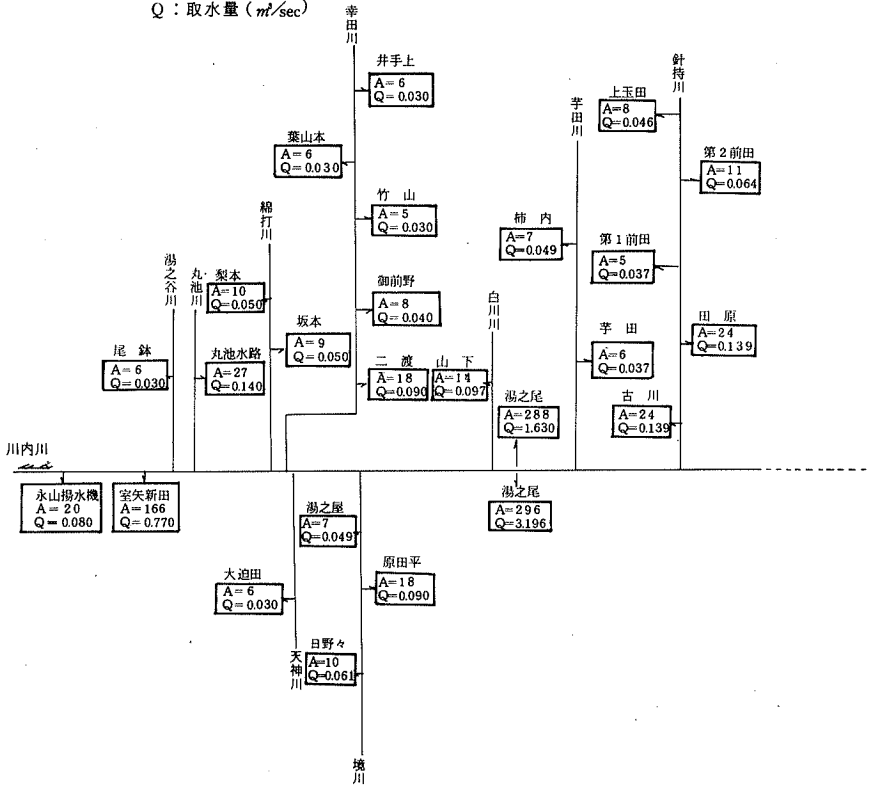 Q：取水量（m³/sec）
幸田川
井手上
A=6
Q=0.030
針持川
上玉田
A=8
Q=0.046
芋田川
葉山本
A=6
Q=0.030
第2前田
A=11
Q=0.064
竹山
A=5
Q=0.030
綿打川
柿内
A=7
Q=0.049
第1前田
A=5
Q=0.037
湯之谷川
丸池川
梨本
A=10
Q=0.050
御前野
A=8
Q=0.040
白川川
田原
A=24
Q=0.139
坂本
A=9
Q=0.050
尾鉢
A=6
Q=0.030
丸池水路
A=27
Q=0.140
二渡
A=18
Q=0.090
山下
A=14
Q=0.097
芋田
A=6
Q=0.037
湯之尾
A=288
Q=1.630
古川
A=24
Q=0.139
川内川
永山揚水機
A=20
Q=0.080
室矢新田
A=166
Q=0.770
湯之屋
A=7
Q=0.049
湯之尾
A=296
Q=3.196
大迫田
A=6
Q=0.030
原田平
A=18
Q=0.090
天神川
日野々
A=10
Q=0.061
境川